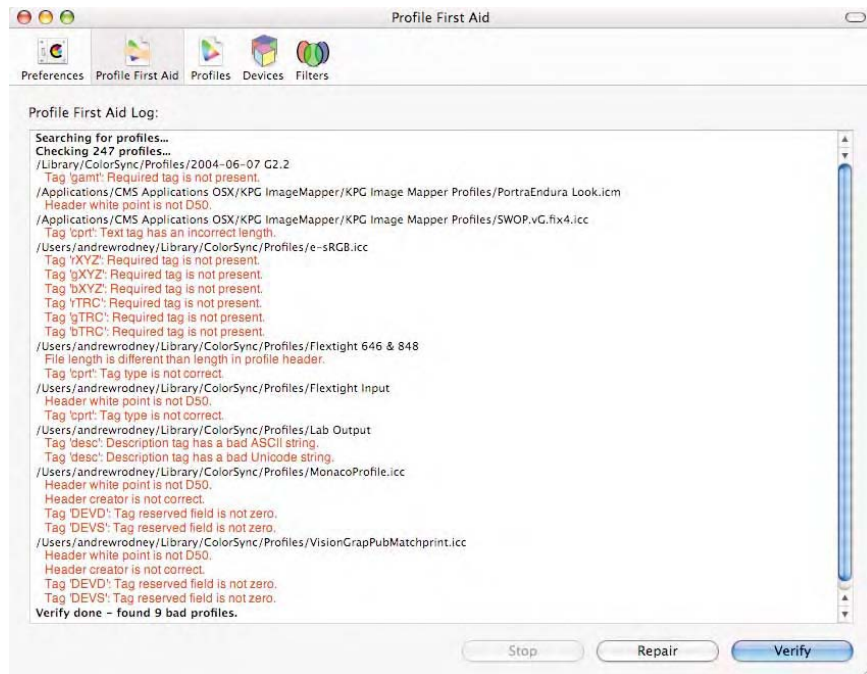 Profile First Aid
Preferences Profile First Aid Profiles Devices Filters
Profile First Aid Log:
Searching for profiles...
Checking 247 profiles...
/Library/ColorSync/Profiles/2004-06-07 G2.2
Tag 'gamt': Required tag is not present.
/Applications/CMS Applications OSX/KPG ImageMapper/KPG Image Mapper Profiles/PortraEndura Look.icm
Header white point is not D50.
/Applications/CMS Applications OSX/KPG ImageMapper/KPG Image Mapper Profiles/SWOP.vG.fix4.icc
Tag 'cprt': Text tag has an incorrect length.
/Users/andrewrodney/Library/ColorSync/Profiles/e-sRGB.icc
Tag 'rXYZ': Required tag is not present.
Tag 'gXYZ': Required tag is not present.
Tag 'bXYZ': Required tag is not present.
Tag 'rTRC': Required tag is not present.
Tag 'gTRC': Required tag is not present.
Tag 'bTRC': Required tag is not present.
/Users/andrewrodney/Library/ColorSync/Profiles/Flextight 646 & 848
File length is different than length in profile header.
Tag 'cprt': Tag type is not correct.
/Users/andrewrodney/Library/ColorSync/Profiles/Flextight Input
Header white point is not D50.
Tag 'cprt': Tag type is not correct.
/Users/andrewrodney/Library/ColorSync/Profiles/Lab Output
Tag 'desc': Description tag has a bad ASCII string.
Tag 'desc': Description tag has a bad Unicode string.
/Users/andrewrodney/Library/ColorSync/Profiles/MonacoProfile.icc
Header white point is not D50.
Header creator is not correct.
Tag 'DEVD': Tag reserved field is not zero.
Tag 'DEVS': Tag reserved field is not zero.
/Users/andrewrodney/Library/ColorSync/Profiles/VisionGrapPubMatchprint.icc
Header white point is not D50.
Header creator is not correct.
Tag 'DEVD': Tag reserved field is not zero.
Tag 'DEVS': Tag reserved field is not zero.
Verify done – found 9 bad profiles.
Stop Repair Verify